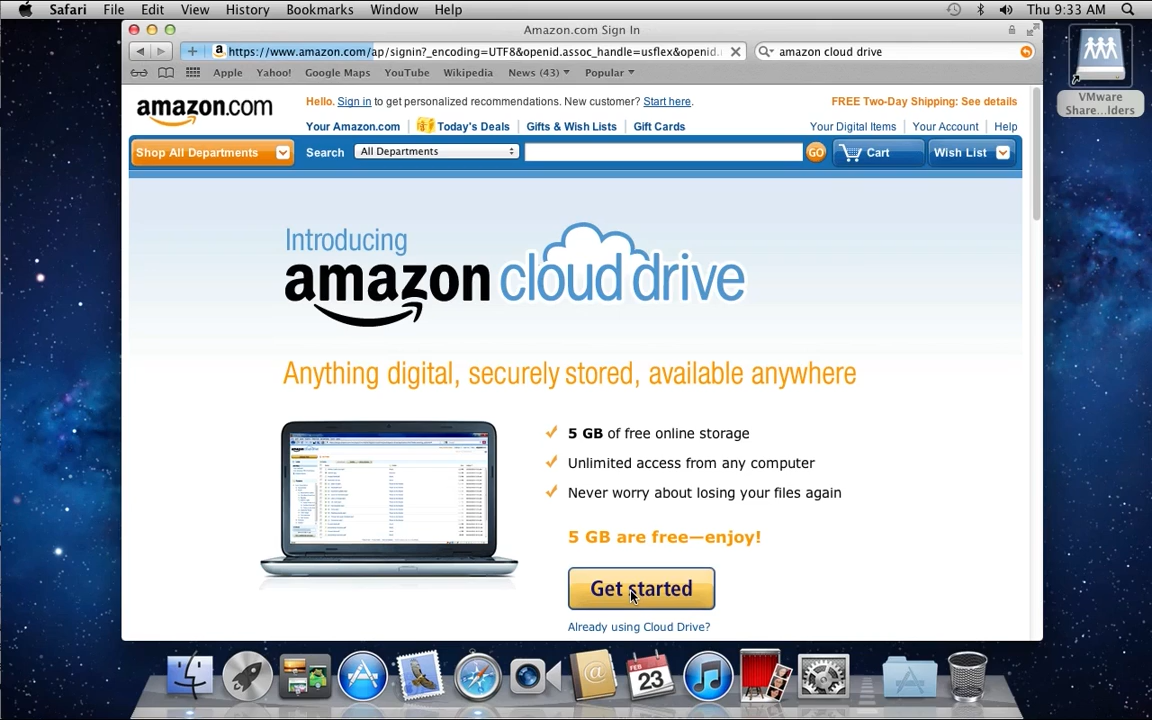 Safari File Edit View History Bookmarks Window Help Thu 9:33 AM
Amazon.com Sign In
https://www.amazon.com/ap/signin?_encoding=UTF8&openid.assoc_handle=usflex&openid. amazon cloud drive
Apple Yahoo! Google Maps YouTube Wikipedia News (43) Popular
VMware
Share...lders
amazon.com Hello. Sign in to get personalized recommendations. New customer? Start here. FREE Two-Day Shipping: See details
Your Amazon.com Today's Deals Gifts & Wish Lists Gift Cards Your Digital Items Your Account Help
Shop All Departments Search All Departments GO Cart Wish List
Introducing
amazon cloud drive
Anything digital, securely stored, available anywhere
5 GB of free online storage
Unlimited access from any computer
Never worry about losing your files again
5 GB are free—enjoy!
Get started
Already using Cloud Drive?
FEB
23